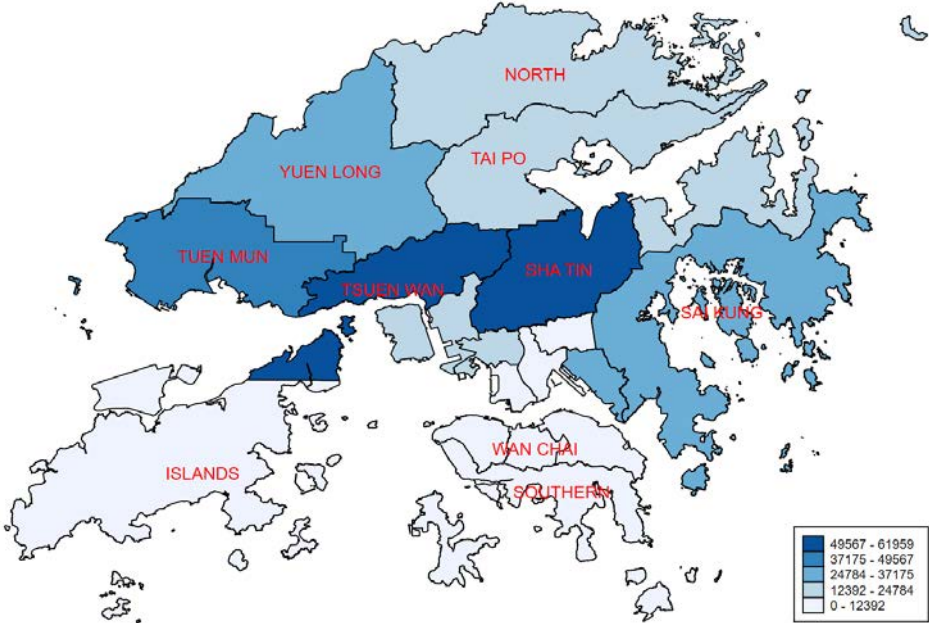 NORTH
TAI PO
YUEN LONG
TUEN MUN
SHA TIN
TSUEN WAN
SAI KUNG
WAN CHAI
ISLANDS
SOUTHERN
49567 - 61959
37175 - 49567
24784 - 37175
12392 - 24784
0 - 12392